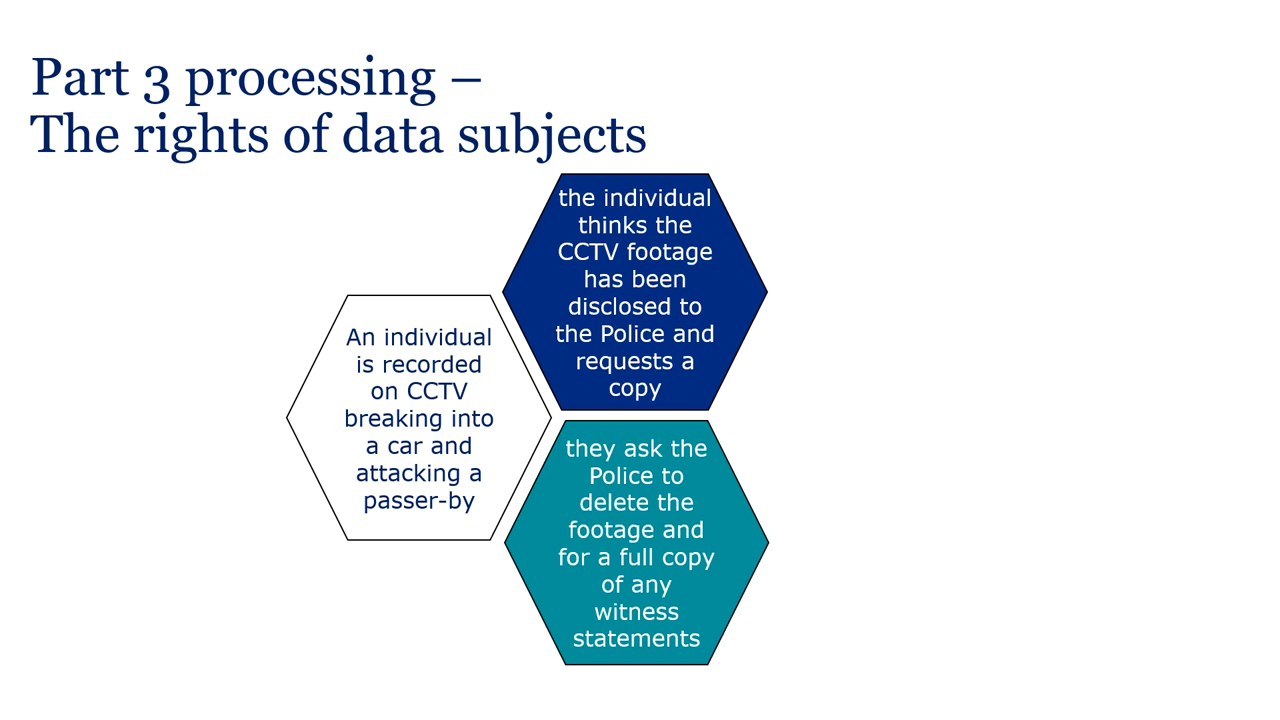 Part 3 processing –
The rights of data subjects
An individual
is recorded
on CCTV
breaking into
a car and
attacking a
passer-by
the individual
thinks the
CCTV footage
has been
disclosed to
the Police and
requests a
copy
they ask the
Police to
delete the
footage and
for a full copy
of any
witness
statements